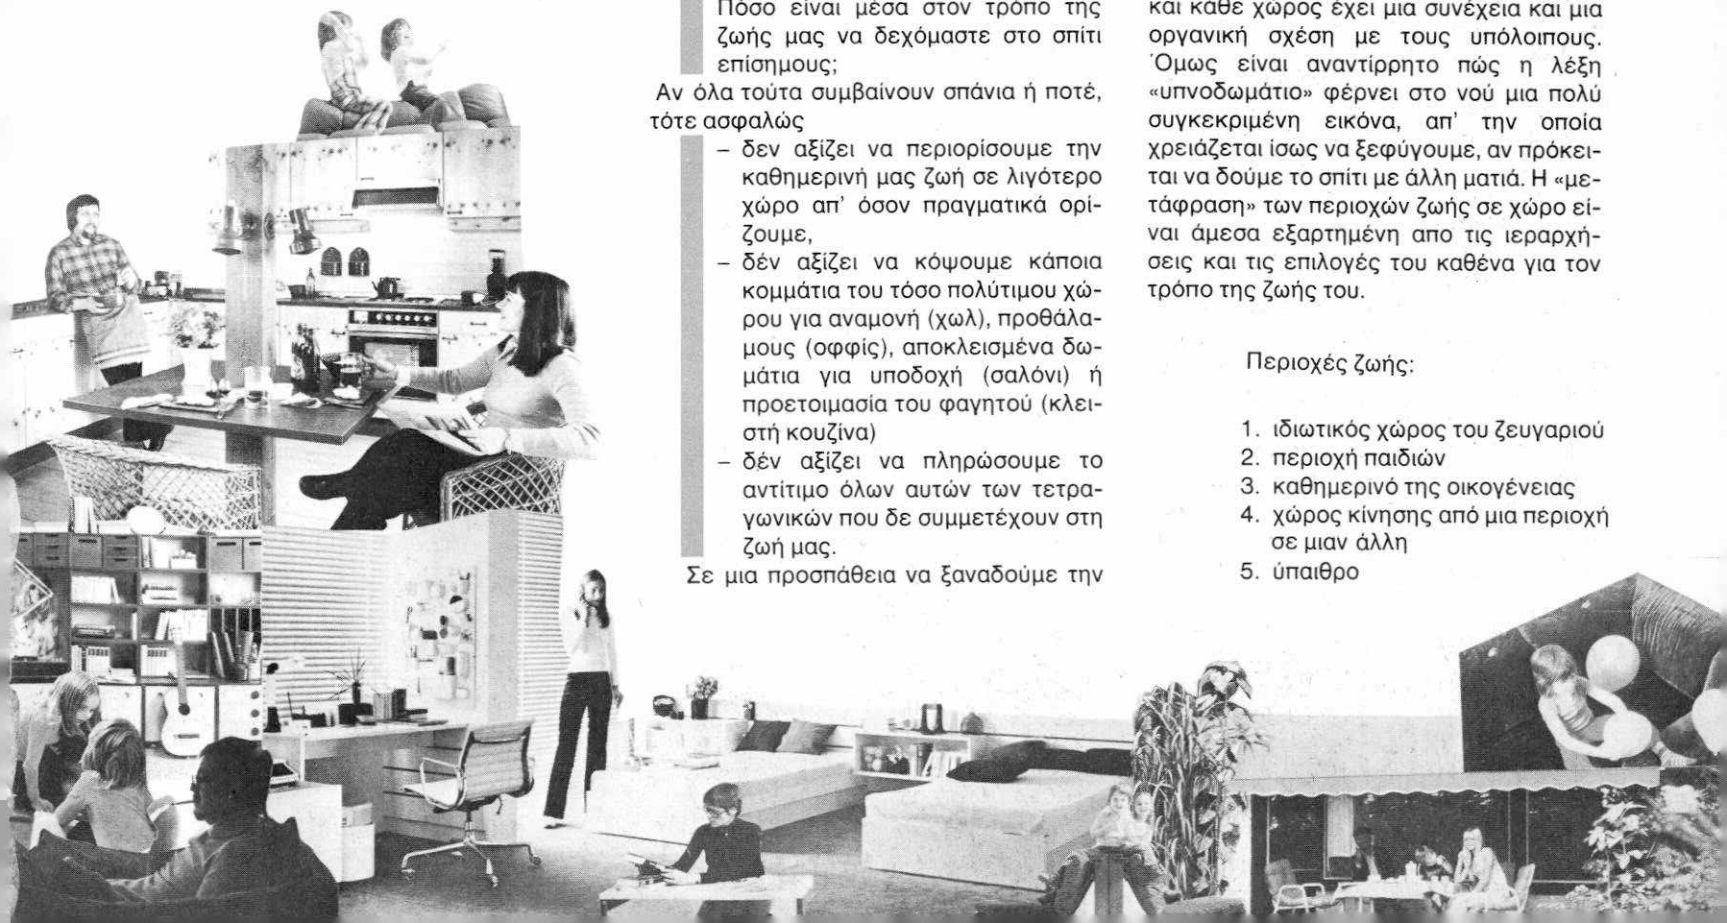 Πόσο είναι μέσα στον τρόπο της
ζωής μας να δεχόμαστε στο σπίτι
επίσημους;
Αν όλα τούτα συμβαίνουν σπάνια ή ποτέ,
τότε ασφαλώς
– δεν αξίζει να περιορίσουμε την
καθημερινή μας ζωή σε λιγότερο
χώρο απ' όσον πραγματικά ορί-
ζουμε,
– δέν αξίζει να κόψουμε κάποια
κομμάτια του τόσο πολύτιμου χώ-
ρου για αναμονή (χωλ), προθάλα-
μους (οφφίς), αποκλεισμένα δω-
μάτια για υποδοχή (σαλόνι) ή
προετοιμασία του φαγητού (κλει-
στή κουζίνα)
– δέν αξίζει να πληρώσουμε το
αντίτιμο όλων αυτών των τετρα-
γωνικών που δε συμμετέχουν στη
ζωή μας.
Σε μια προσπάθεια να ξαναδούμε την
και κάθε χώρος έχει μια συνέχεια και μια
οργανική σχέση με τους υπόλοιπους.
Όμως είναι αναντίρρητο πώς η λέξη
«υπνοδωμάτιο» φέρνει στο νού μια πολύ
συγκεκριμένη εικόνα, απ' την οποία
χρειάζεται ίσως να ξεφύγουμε, αν πρόκει-
ται να δούμε το σπίτι με άλλη ματιά. Η «με-
τάφραση» των περιοχών ζωής σε χώρο εί-
ναι άμεσα εξαρτημένη απο τις ιεραρχή-
σεις και τις επιλογές του καθένα για τον
τρόπο της ζωής του.
Περιοχές ζωής:
1. ιδιωτικός χώρος του ζευγαριού
2. περιοχή παιδιών
3. καθημερινό της οικογένειας
4. χώρος κίνησης από μια περιοχή
σε μιαν άλλη
5. ύπαιθρο